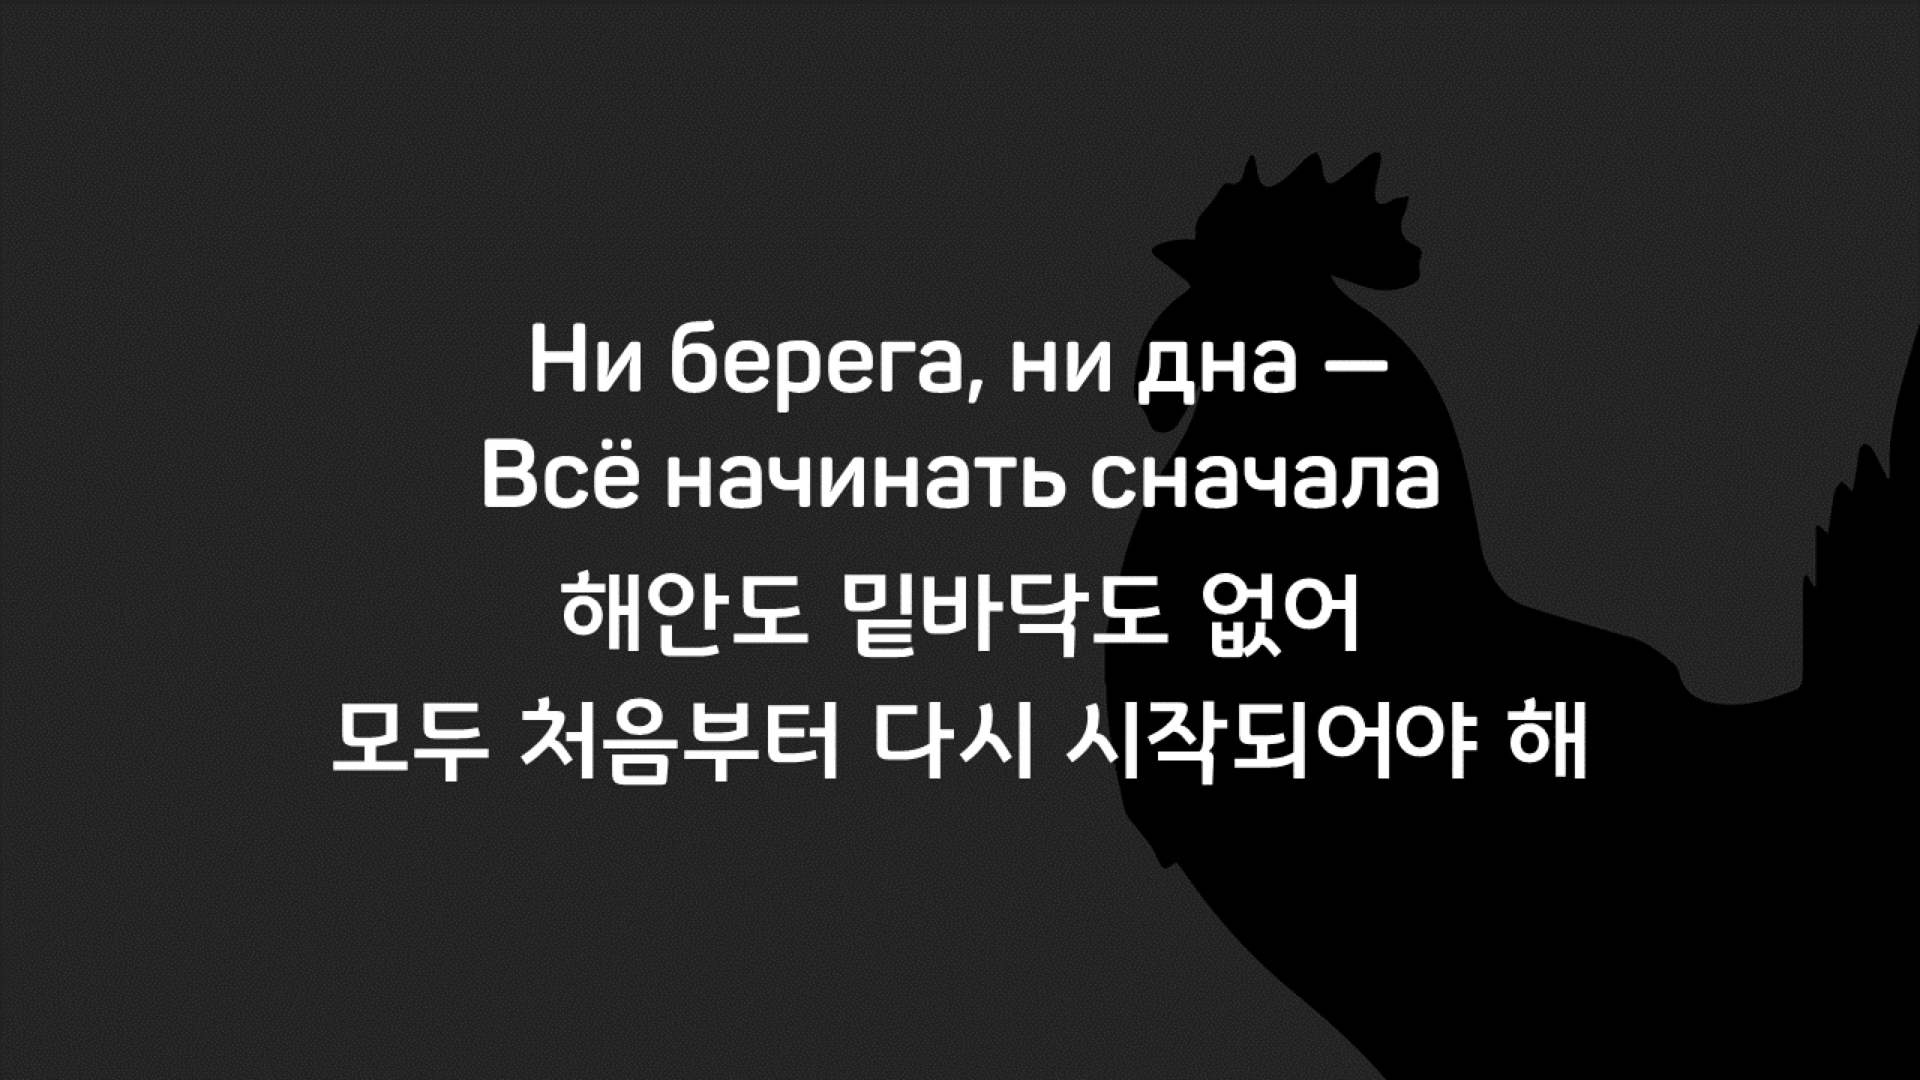 Ни берега, ни дна –
Всё начинать сначала
해안도 밑바닥도 없어
모두 처음부터 다시 시작되어야 해